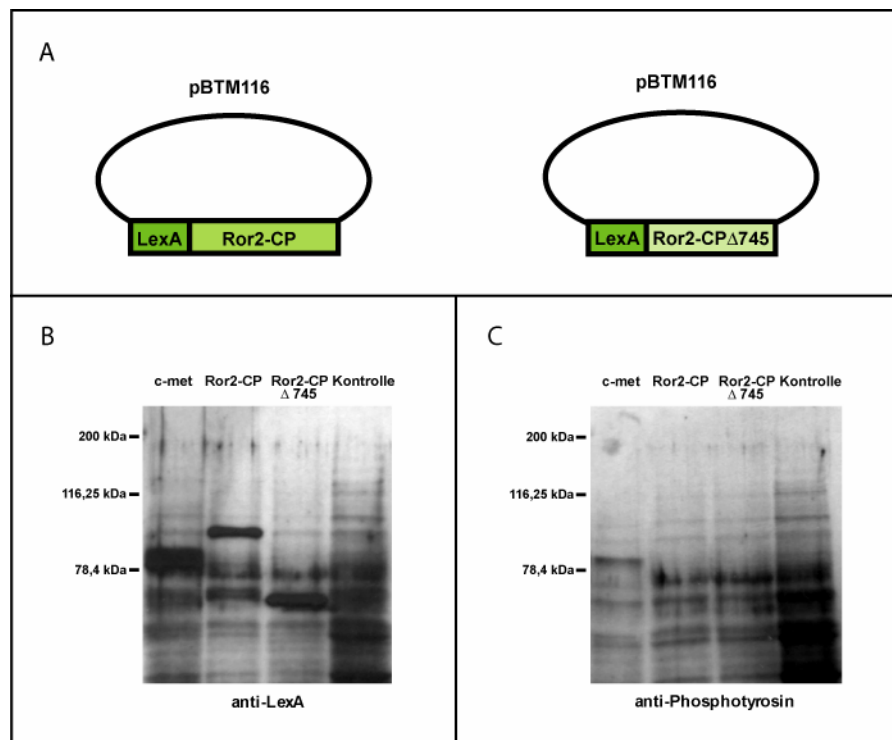 A
pBTM116
pBTM116
LexA Ror2-CP
LexA Ror2-CPΔ745
B
c-met Ror2-CP Ror2-CP Kontrolle
Δ 745
200 kDa
116,25 kDa
78,4 kDa
anti-LexA
C
c-met Ror2-CP Ror2-CP Kontrolle
Δ 745
200 kDa
116,25 kDa
78,4 kDa
anti-Phosphotyrosin